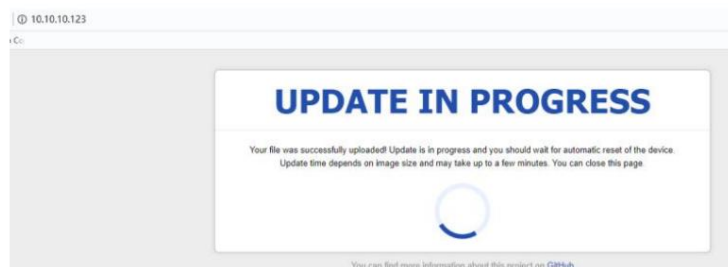 10.10.10.123
UPDATE IN PROGRESS
Your file was successfully uploaded! Update is in progress and you should wait for automatic reset of the device.
Update time depends on image size and may take up to a few minutes. You can close this page
You can find more information about this project on GitHub